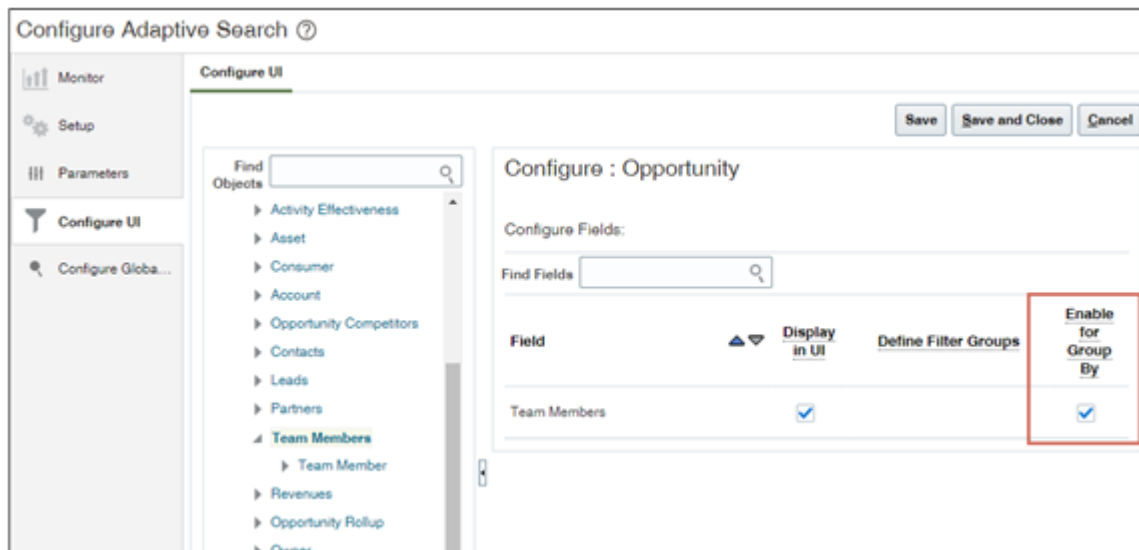 Configure Adaptive Search ?
Monitor
Setup
Parameters
Configure UI
Configure Globa...
Configure UI
Save
Save and Close
Cancel
Find
Objects
Activity Effectiveness
Asset
Consumer
Account
Opportunity Competitors
Contacts
Leads
Partners
Team Members
Team Member
Revenues
Opportunity Rollup
Configure : Opportunity
Configure Fields:
Find Fields
Field
Display
in UI
Define Filter Groups
Enable
for
Group
By
Team Members